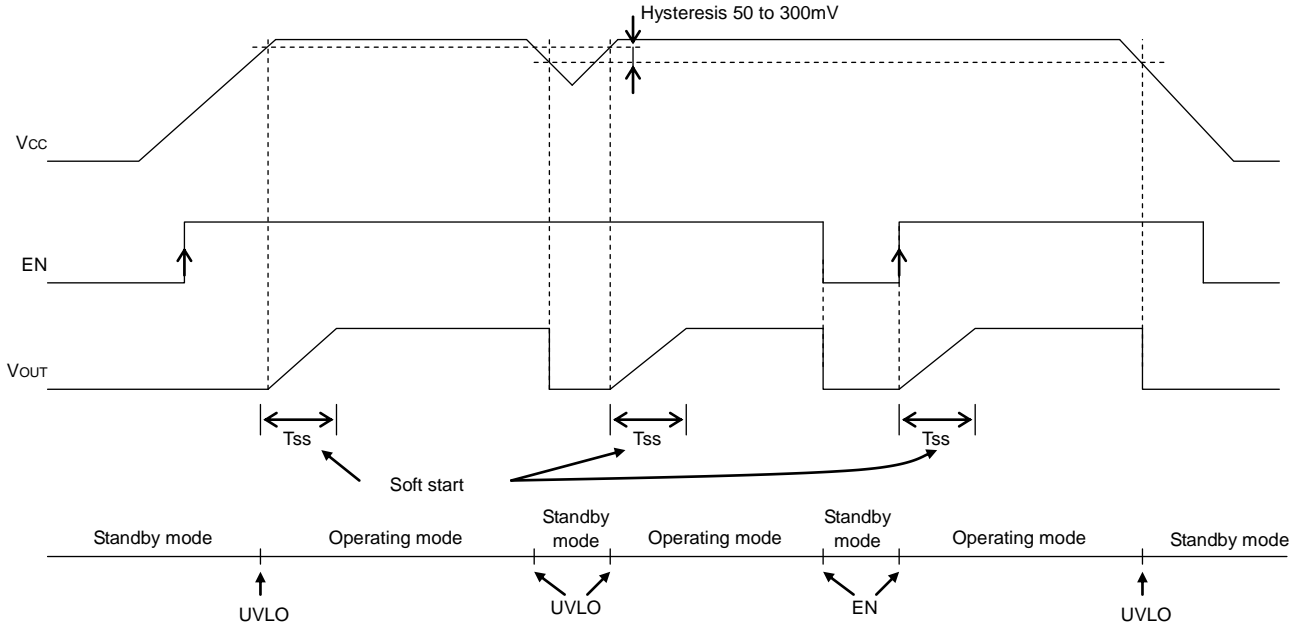 Hysteresis 50 to 300mV
VCC
EN
VOUT
Tss
Tss
Tss
Soft start
Standby mode
Operating mode
Standby
mode
Operating mode
Standby
mode
Operating mode
Standby mode
UVLO
UVLO
EN
UVLO